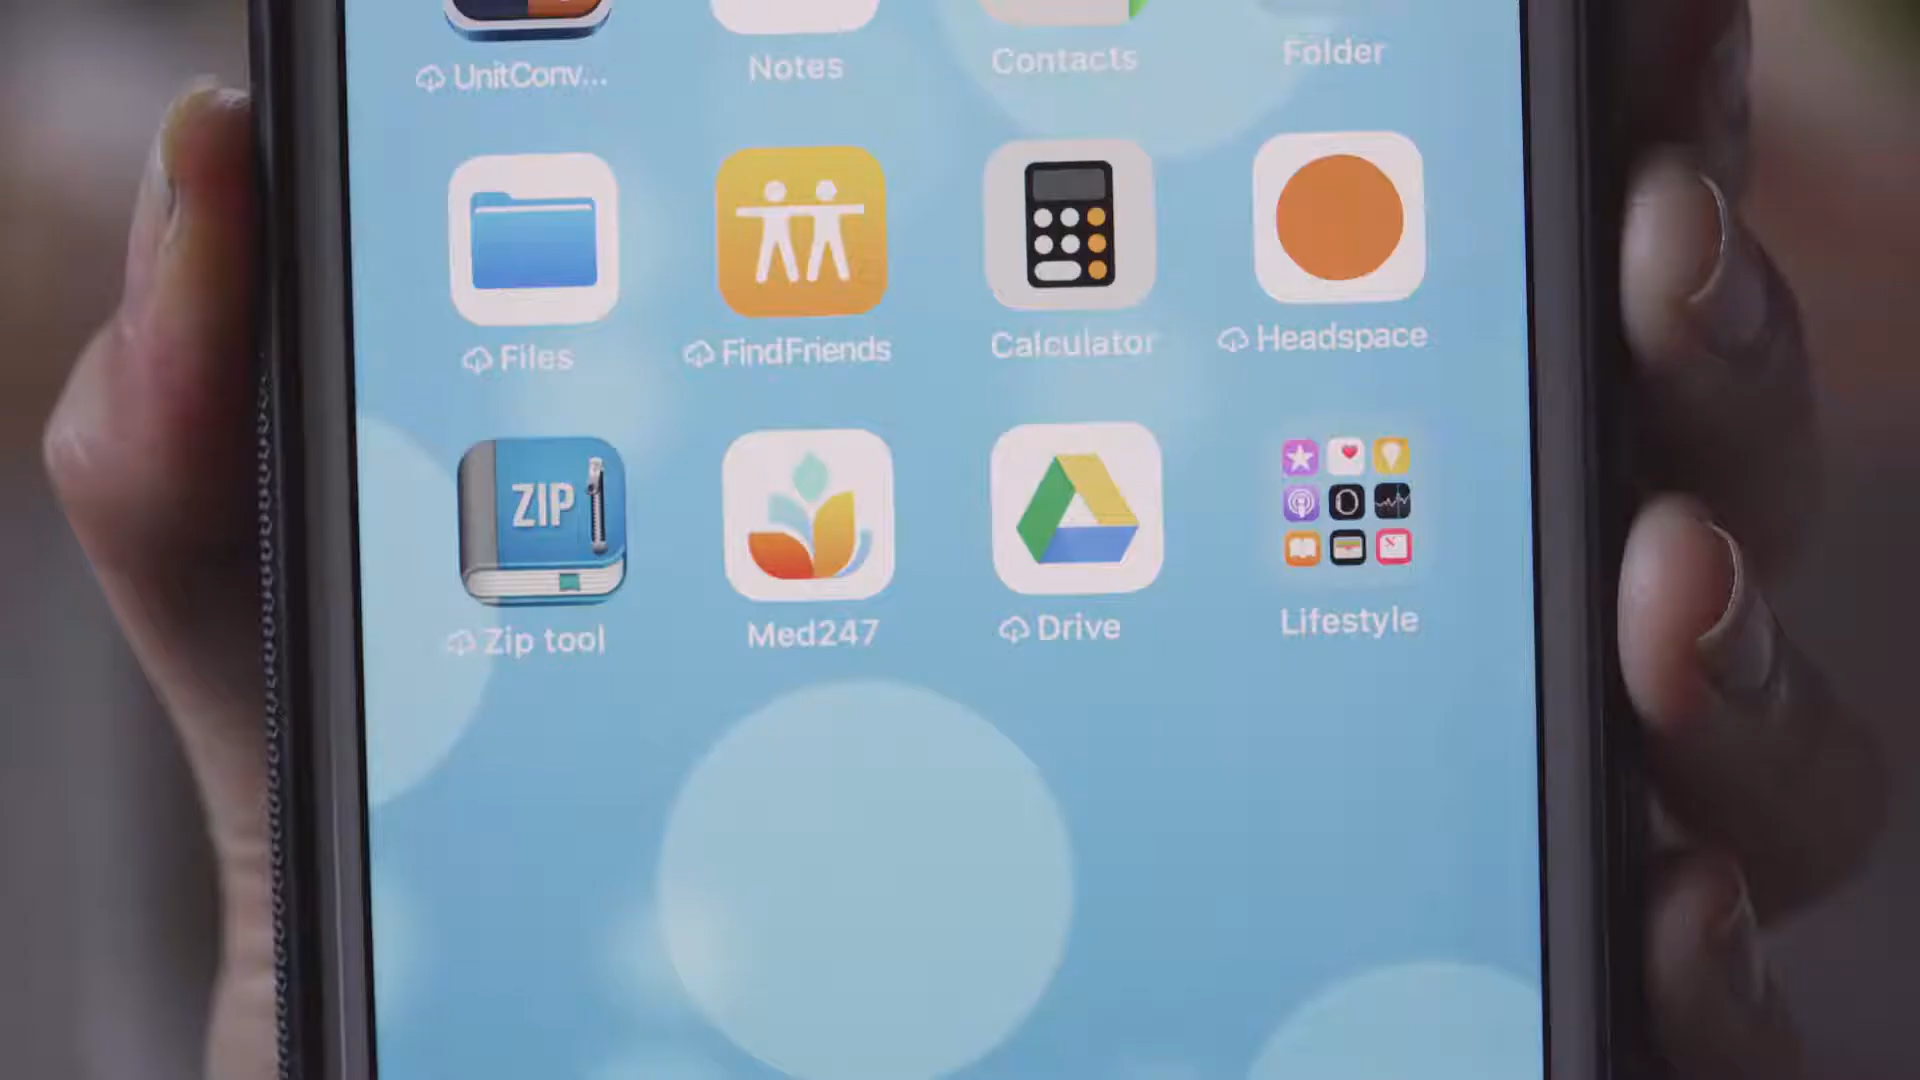 UnitConv...
Notes
Contacts
Folder
Files
FindFriends
Calculator
Headspace
ZIP
Zip tool
Med247
Drive
Lifestyle